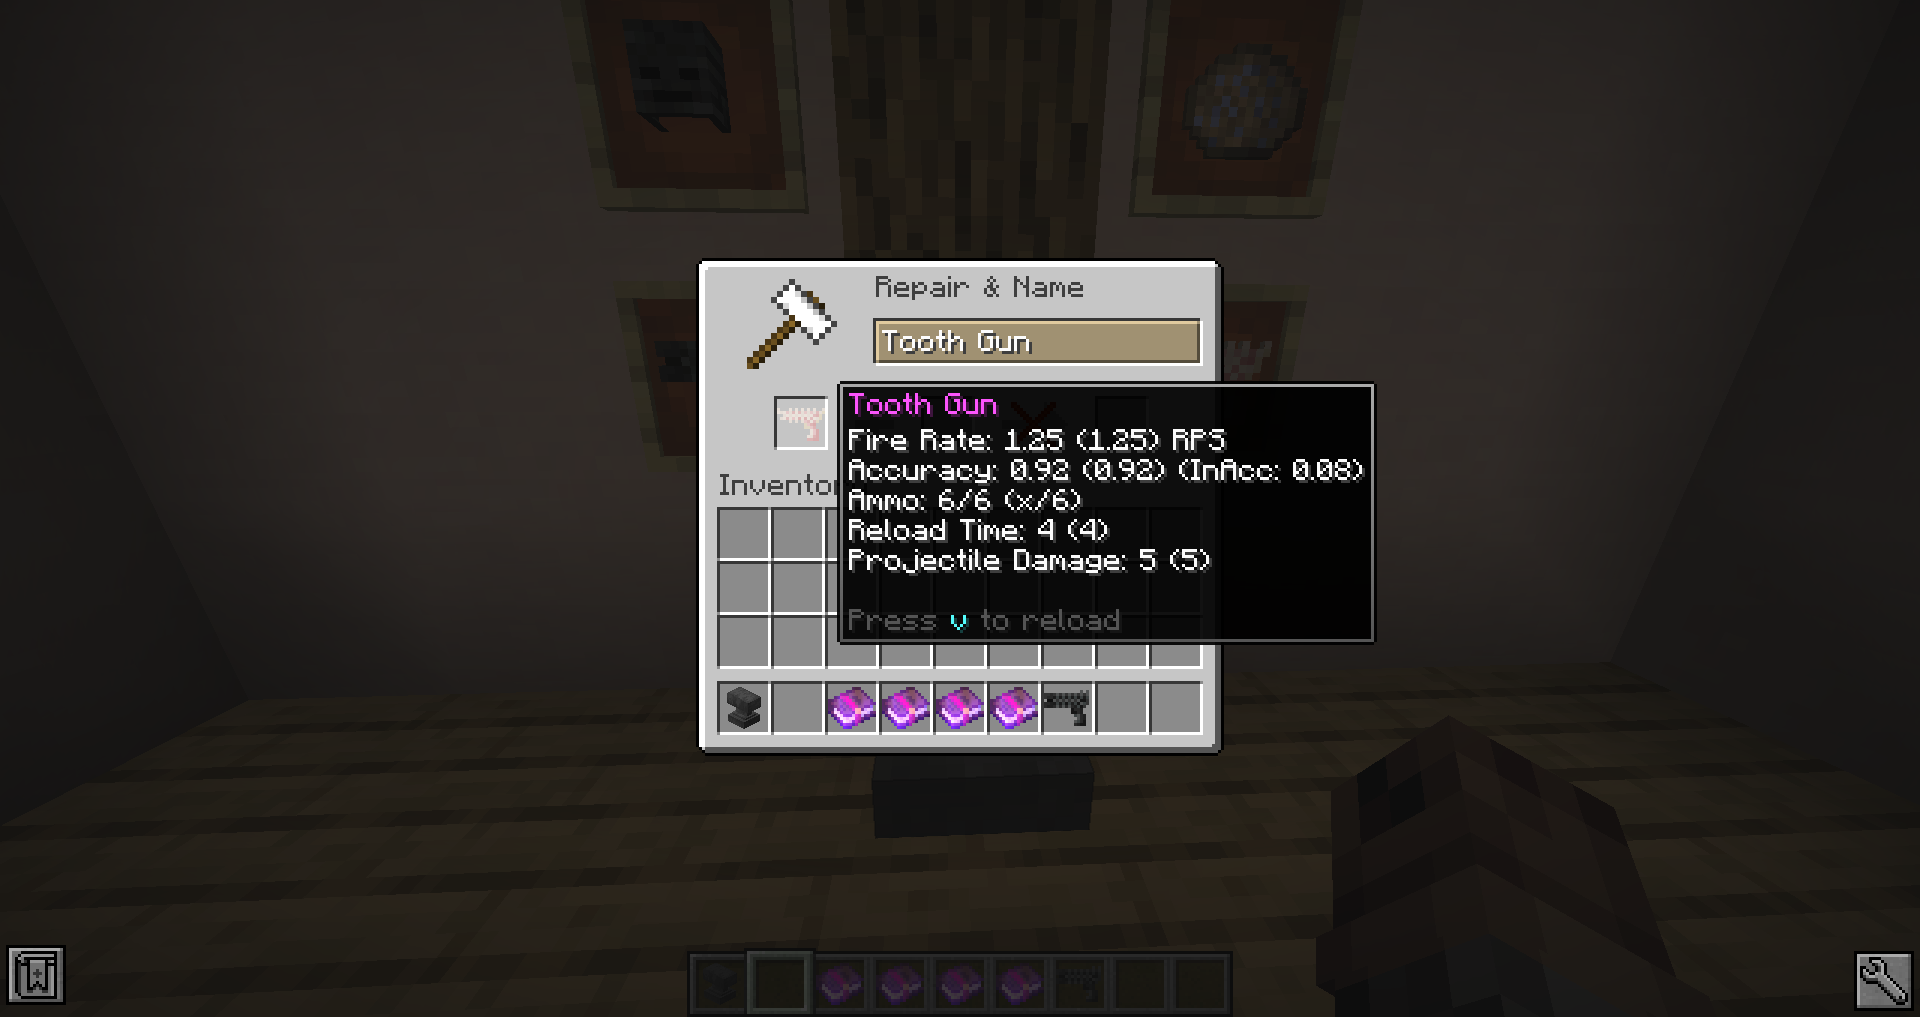 Repair & Name
Tooth Gun
Tooth Gun
Fire Rate: 1.25 (1.25) RPS
Accuracy: 0.92 (0.92) (InAcc: 0.08)
Ammo: 6/6 (x/6)
Inventor
Reload Time: 4 (4)
Projectile Damage: 5 (5)
Press v to reload